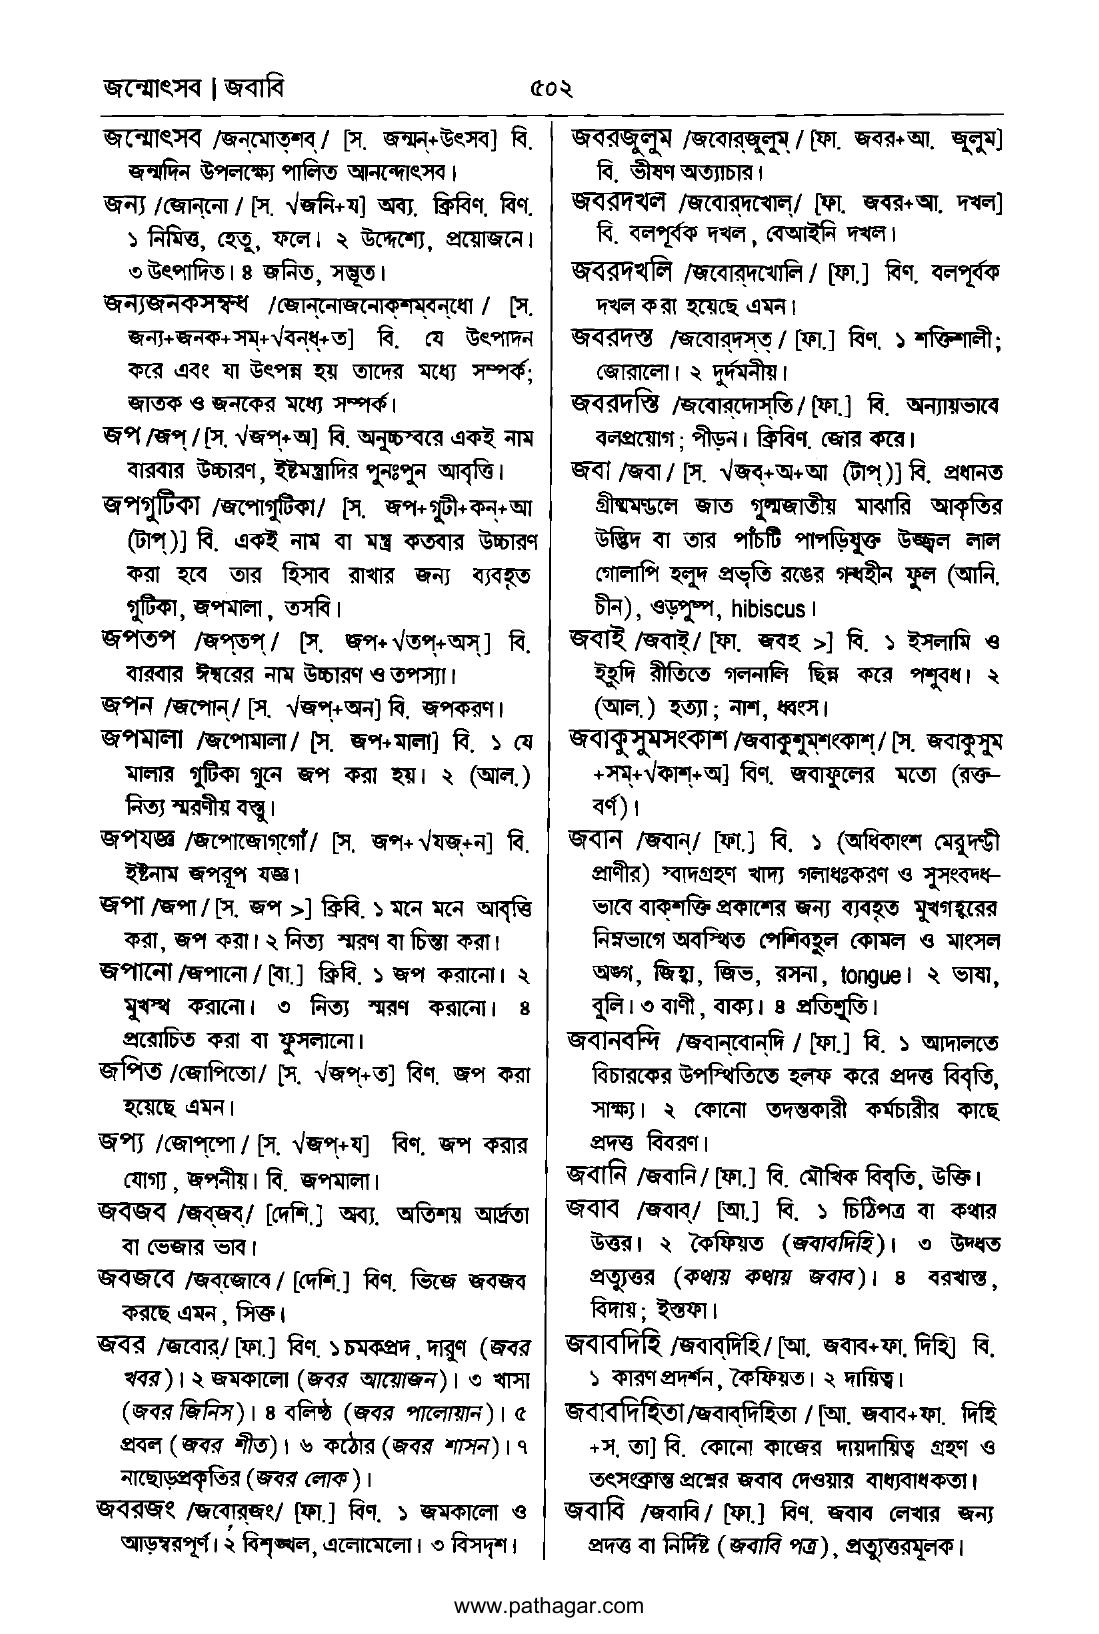 জন্মোৎসব | জবাবি
৫০২
জন্মোৎসব /জন্‌মোত্‌শব্‌/ [স. জন্মন্‌+উৎসব] বি.
জন্মদিন উপলক্ষ্যে পালিত আনন্দোৎসব।
জন্য /জোন্‌নো/ [স. √জনি+য] অব্য. ক্রিবিণ. বিণ.
১ নিমিত্ত, হেতু, ফলে। ২ উদ্দেশ্যে, প্রয়োজনে।
৩ উৎপাদিত। ৪ জনিত, সম্ভূত।
জন্যজনকসম্বন্ধ /জোন্‌নোজনোকশম্‌বন্‌ধো/ [স.
জন্য+জনক+সম্‌+√বন্‌ধ্‌+ত] বি. যে উৎপাদন
করে এবং যা উৎপন্ন হয় তাদের মধ্যে সম্পর্ক;
জাতক ও জনকের মধ্যে সম্পর্ক।
জপ /জপ্‌/ [স. √জপ্‌+অ] বি. অনুচ্চস্বরে একই নাম
বারবার উচ্চারণ, ইষ্টমন্ত্রাদির পুনঃপুন আবৃত্তি।
জপগুটিকা /জপোগুটিকা/ [স. জপ+গুটী+কন্‌+আ
(টাপ্‌)] বি. একই নাম বা মন্ত্র কতবার উচ্চারণ
করা হবে তার হিসাব রাখার জন্য ব্যবহৃত
গুটিকা, জপমালা, তসবি।
জপতপ /জপ্‌তপ্‌/ [স. জপ+√তপ্‌+অস্‌] বি.
বারবার ঈশ্বরের নাম উচ্চারণ ও তপস্যা।
জপন /জপোন্‌/ [স. √জপ্‌+অন] বি. জপকরণ।
জপমালা /জপোমালা/ [স. জপ+মালা] বি. ১ যে
মালার গুটিকা গুনে জপ করা হয়। ২ (আল.)
নিত্য স্মরণীয় বস্তু।
জপযজ্ঞ /জপোজোগ্‌গোঁ/ [স. জপ+√যজ্‌+ন] বি.
ইষ্টনাম জপরূপ যজ্ঞ।
জপা /জপা/ [স. জপ >] ক্রিবি. ১ মনে মনে আবৃত্তি
করা, জপ করা। ২ নিত্য স্মরণ বা চিন্তা করা।
জপানো /জপানো/ [বা.] ক্রিবি. ১ জপ করানো। ২
মুখস্থ করানো। ৩ নিত্য স্মরণ করানো। ৪
প্ররোচিত করা বা ফুসলানো।
জপিত /জোপিতো/ [স. √জপ্‌+ত] বিণ. জপ করা
হয়েছে এমন।
জপ্য /জোপ্‌পো/ [স. √জপ্‌+য] বিণ. জপ করার
যোগ্য, জপনীয়। বি. জপমালা।
জবজব /জব্‌জব্‌/ [দেশি.] অব্য. অতিশয় আর্দ্রতা
বা ভেজার ভাব।
জবজবে /জব্‌জোবে/ [দেশি.] বিণ. ভিজে জবজব
করছে এমন, সিক্ত।
জবর /জবোর্‌/ [ফা.] বিণ. ১ চমকপ্রদ, দারুণ (জবর
খবর)। ২ জমকালো (জবর আয়োজন)। ৩ খাসা
(জবর জিনিস)। ৪ বলিষ্ঠ (জবর পালোয়ান)। ৫
প্রবল (জবর শীত)। ৬ কঠোর (জবর শাসন)। ৭
নাছোড়প্রকৃতির (জবর লোক)।
জবরজং /জবোর্‌জং/ [ফা.] বিণ. ১ জমকালো ও
আড়ম্বরপূর্ণ। ২ বিশৃঙ্খল, এলোমেলো। ৩ বিসদৃশ।
জবরজুলুম /জবোর্‌জুলুম্‌/ [ফা. জবর+আ. জুলুম]
বি. ভীষণ অত্যাচার।
জবরদখল /জবোর্‌দখোল্‌/ [ফা. জবর+আ. দখল]
বি. বলপূর্বক দখল, বেআইনি দখল।
জবরদখলি /জবোর্‌দখোলি/ [ফা.] বিণ. বলপূর্বক
দখল করা হয়েছে এমন।
জবরদস্ত /জবোর্‌দস্‌ত্‌/ [ফা.] বিণ. ১ শক্তিশালী;
জোরালো। ২ দুর্দমনীয়।
জবরদস্তি /জবোর্‌দোস্‌তি/ [ফা.] বি. অন্যায়ভাবে
বলপ্রয়োগ; পীড়ন। ক্রিবিণ. জোর করে।
জবা /জবা/ [স. √জব্‌+অ+আ (টাপ্‌)] বি. প্রধানত
গ্রীষ্মমণ্ডলে জাত গুল্মজাতীয় মাঝারি আকৃতির
উদ্ভিদ বা তার পাঁচটি পাপড়িযুক্ত উজ্জ্বল লাল
গোলাপি হলুদ প্রভৃতি রঙের গন্ধহীন ফুল (আনি.
চীন), ওড়পুষ্প, hibiscus।
জবাই /জবাই্‌/ [ফা. জবহ >] বি. ১ ইসলামি ও
ইহুদি রীতিতে গলনালি ছিন্ন করে পশুবধ। ২
(আল.) হত্যা; নাশ, ধ্বংস।
জবাকুসুমসংকাশ /জবাকুশুম্‌শংকাশ্‌/ [স. জবাকুসুম
+সম্‌+√কাশ্‌+অ] বিণ. জবাফুলের মতো (রক্ত-
বর্ণ)।
জবান /জবান্‌/ [ফা.] বি. ১ (অধিকাংশ মেরুদণ্ডী
প্রাণীর) স্বাদগ্রহণ খাদ্য গলাধঃকরণ ও সুসংবদ্ধ-
ভাবে বাক্‌শক্তি প্রকাশের জন্য ব্যবহৃত মুখগহ্বরের
নিম্নভাগে অবস্থিত পেশিবহুল কোমল ও মাংসল
অঙ্গ, জিহ্বা, জিভ, রসনা, tongue। ২ ভাষা,
বুলি। ৩ বাণী, বাক্য। ৪ প্রতিশ্রুতি।
জবানবন্দি /জবান্‌বোন্‌দি/ [ফা.] বি. ১ আদালতে
বিচারকের উপস্থিতিতে হলফ করে প্রদত্ত বিবৃতি,
সাক্ষ্য। ২ কোনো তদন্তকারী কর্মচারীর কাছে
প্রদত্ত বিবরণ।
জবানি /জবানি/ [ফা.] বি. মৌখিক বিবৃতি, উক্তি।
জবাব /জবাব্‌/ [আ.] বি. ১ চিঠিপত্র বা কথার
উত্তর। ২ কৈফিয়ত (জবাবদিহি)। ৩ উদ্ধত
প্রত্যুত্তর (কথায় কথায় জবাব)। ৪ বরখাস্ত,
বিদায়; ইস্তফা।
জবাবদিহি /জবাব্‌দিহি/ [আ. জবাব+ফা. দিহি] বি.
১ কারণ প্রদর্শন, কৈফিয়ত। ২ দায়িত্ব।
জবাবদিহিতা /জবাব্‌দিহিতা/ [আ. জবাব+ফা. দিহি
+স. তা] বি. কোনো কাজের দায়দায়িত্ব গ্রহণ ও
তৎসংক্রান্ত প্রশ্নের জবাব দেওয়ার বাধ্যবাধকতা।
জবাবি /জবাবি/ [ফা.] বিণ. জবাব লেখার জন্য
প্রদত্ত বা নির্দিষ্ট (জবাবি পত্র), প্রত্যুত্তরমূলক।
www.pathagar.com